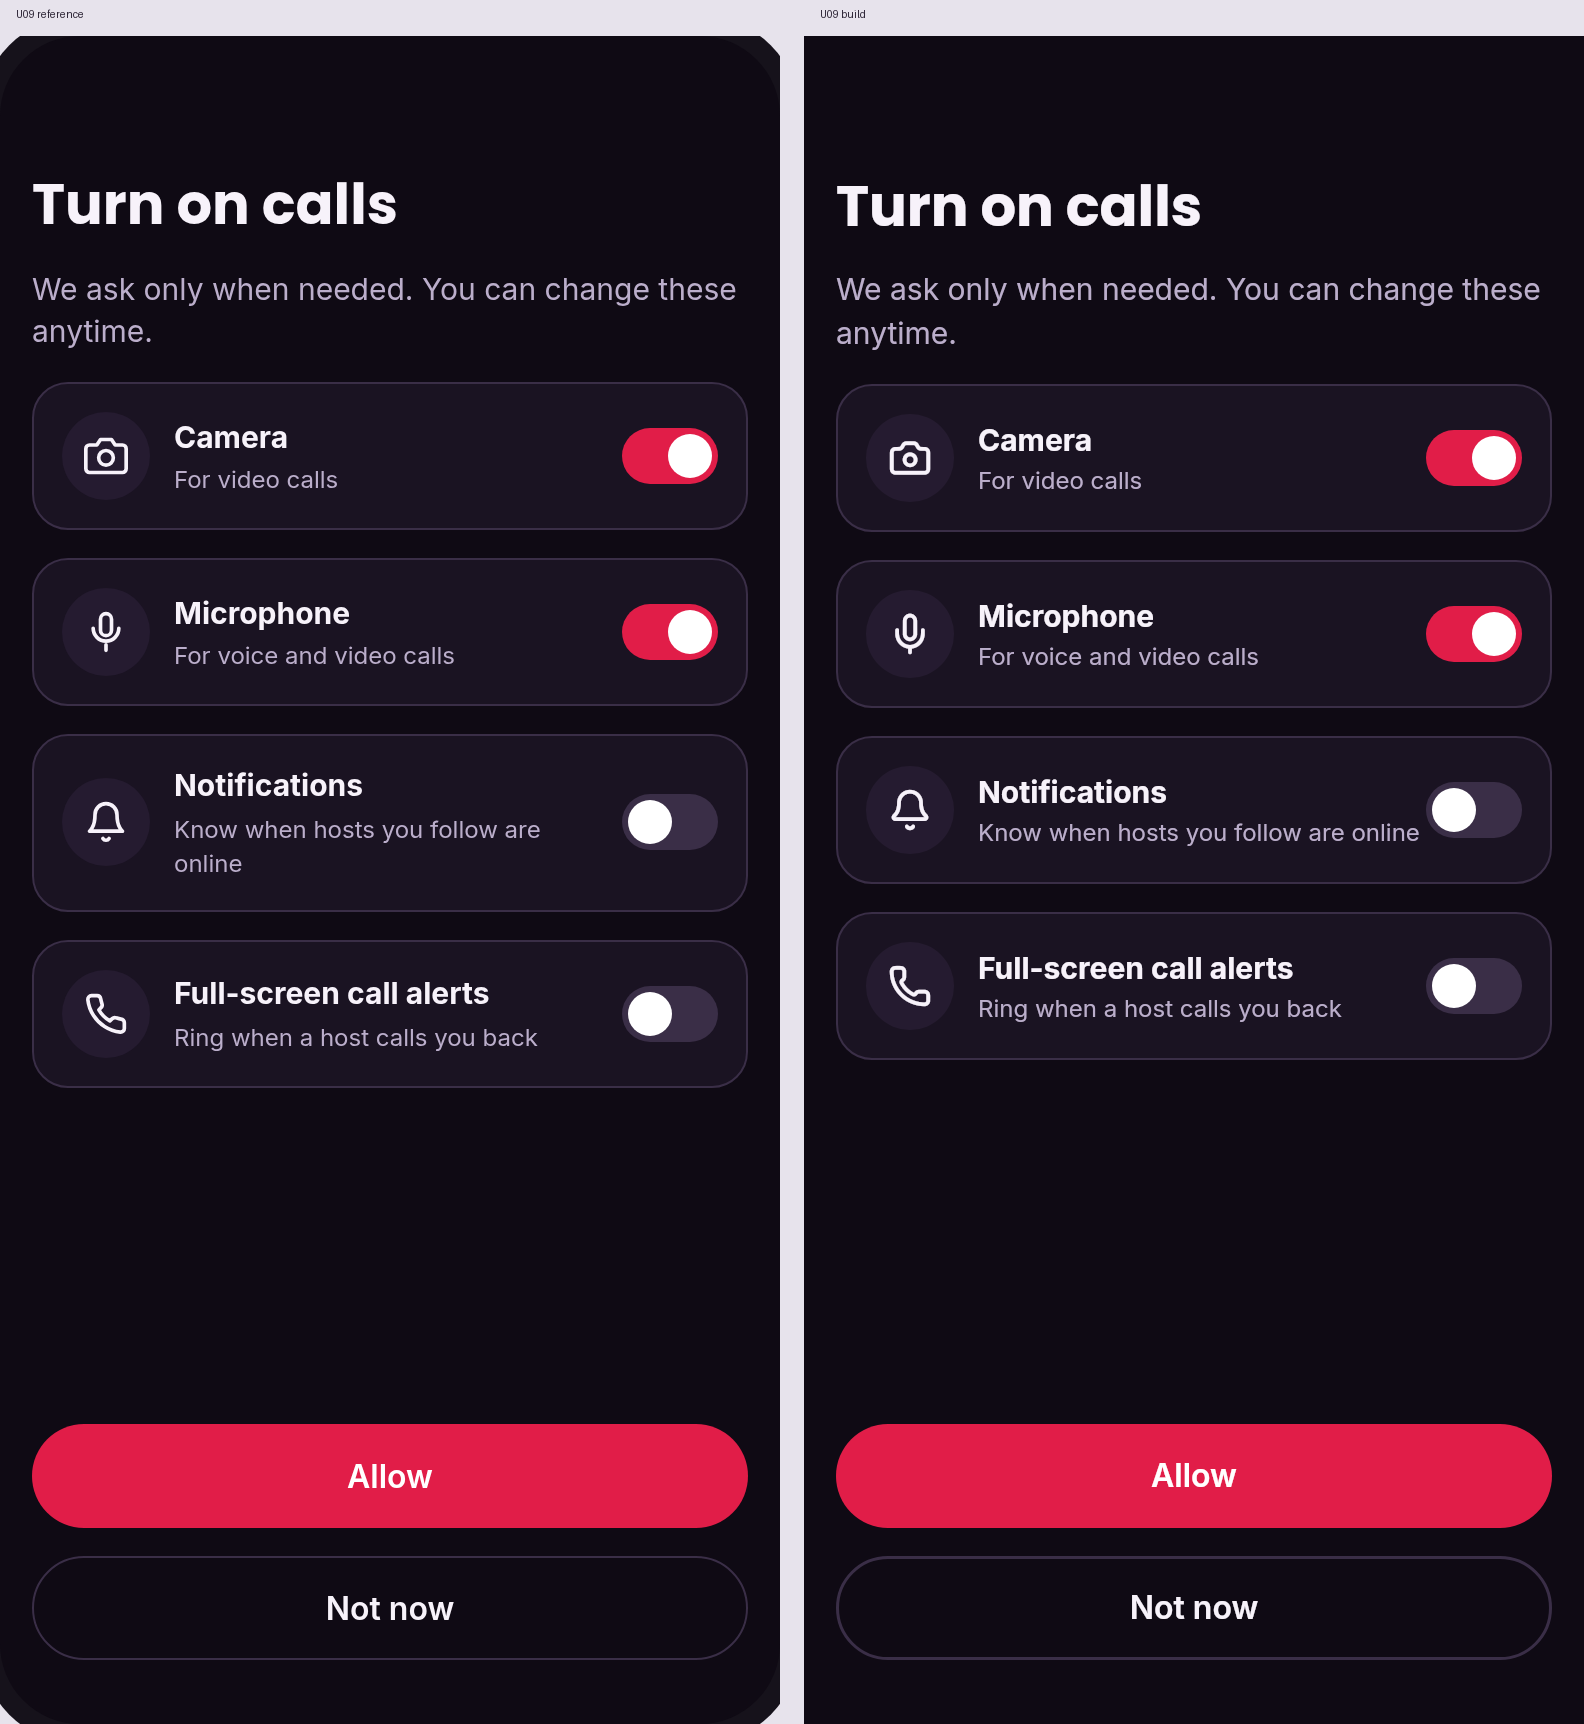 U09 reference
Turn on calls
We ask only when needed. You can change these
anytime.
Camera
For video calls
Microphone
For voice and video calls
Notifications
Know when hosts you follow are
online
Full-screen call alerts
Ring when a host calls you back
Allow
Not now
U09 build
Turn on calls
We ask only when needed. You can change these
anytime.
Camera
For video calls
Microphone
For voice and video calls
Notifications
Know when hosts you follow are online
Full-screen call alerts
Ring when a host calls you back
Allow
Not now